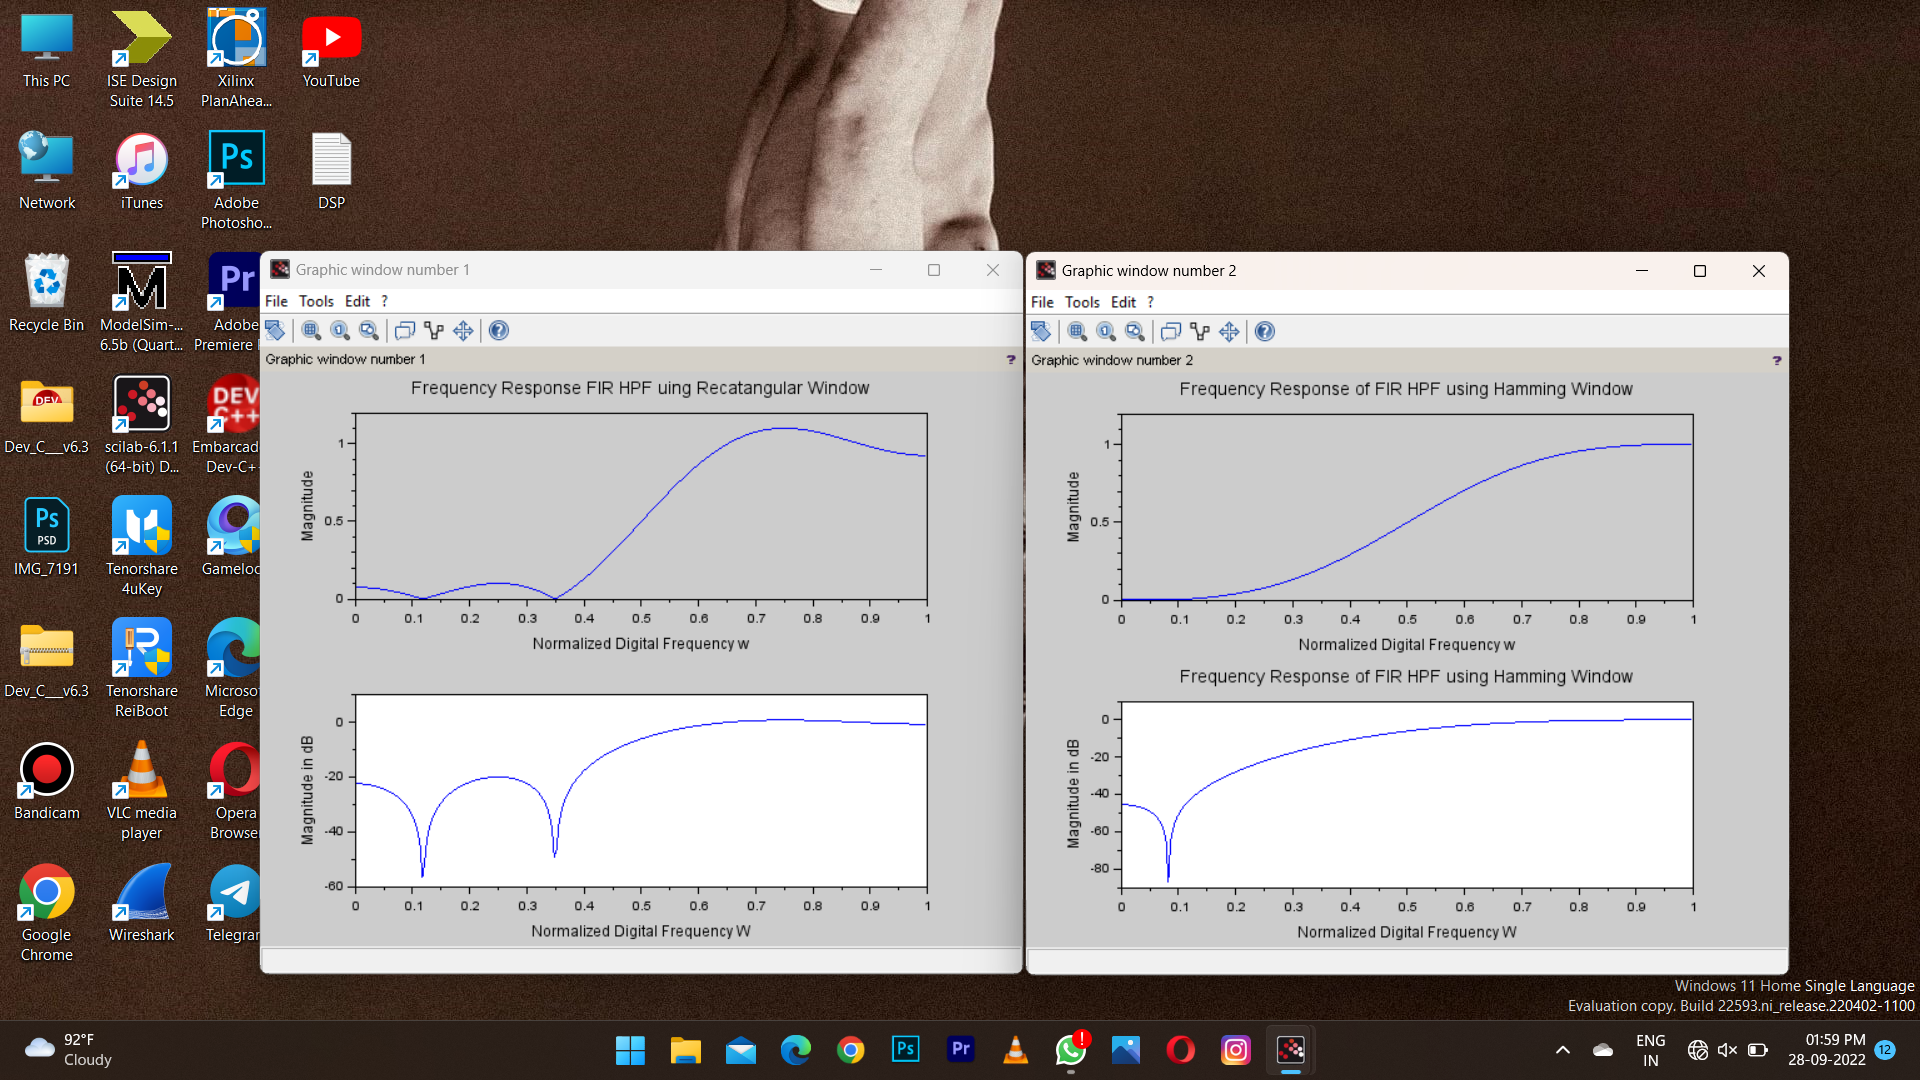 This PC
ISE Design
Suite 14.5
Xilinx
PlanAhea...
YouTube
Network
iTunes
Ps
Adobe
Photosho...
DSP
Recycle Bin
ModelSim-...
6.5b (Quart...
Pr
Adobe
Premiere
DEV
Dev_C___v6.3
scilab-6.1.1
(64-bit) D...
DEV
C++
Embarcad
Dev-C+
Ps
PSD
IMG_7191
Tenorshare
4uKey
Gameloo
Dev_C___v6.3
Tenorshare
ReiBoot
Microso
Edge
Bandicam
VLC media
player
Opera
Browse
Google
Chrome
Wireshark
Telegra
Graphic window number 1
File Tools Edit ?
Graphic window number 1 ?
Frequency Response FIR HPF uing Recatangular Window
Magnitude
1
0.5
0
0 0.1 0.2 0.3 0.4 0.5 0.6 0.7 0.8 0.9 1
Normalized Digital Frequency w
Magnitude in dB
0
-20
-40
-60
0 0.1 0.2 0.3 0.4 0.5 0.6 0.7 0.8 0.9 1
Normalized Digital Frequency W
Graphic window number 2
File Tools Edit ?
Graphic window number 2 ?
Frequency Response of FIR HPF using Hamming Window
Magnitude
1
0.5
0
0 0.1 0.2 0.3 0.4 0.5 0.6 0.7 0.8 0.9 1
Normalized Digital Frequency w
Frequency Response of FIR HPF using Hamming Window
Magnitude in dB
0
-20
-40
-60
-80
0 0.1 0.2 0.3 0.4 0.5 0.6 0.7 0.8 0.9 1
Normalized Digital Frequency W
Windows 11 Home Single Language
Evaluation copy. Build 22593.ni_release.220402-1100
92°F
Cloudy
Ps
Pr
ENG
IN
01:59 PM
28-09-2022
12